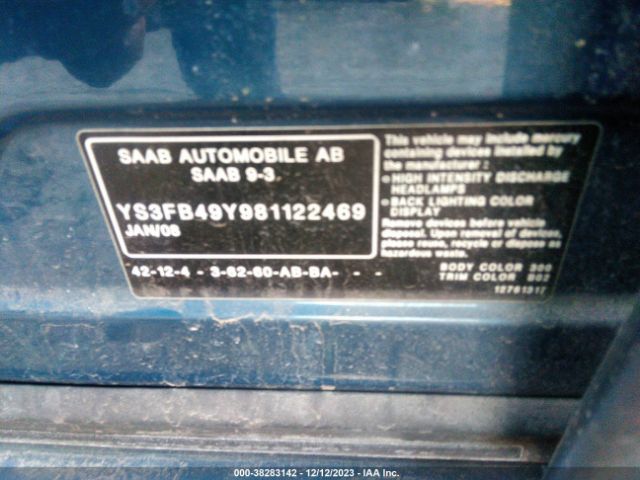 SAAB AUTOMOBILE AB
SAAB 9-3
YS3FB49Y981122469
JAN/08
42-12-4 - 3-62-60-AB-BA- - -
This vehicle may include mercury
containing devices installed by
the manufacturer :
● HIGH INTENSITY DISCHARGE
HEADLAMPS
● BACK LIGHTING COLOR
DISPLAY
Remove devices before vehicle
disposal. Upon removal of devices
please reuse, recycle or dispose as
hazardous waste.
BODY COLOR 300
TRIM COLOR
000-38283142 - 12/12/2023 - IAA Inc.